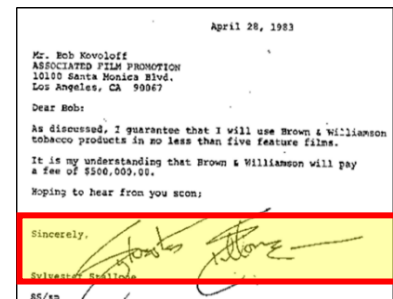 April 28, 1983
Mr. Bob Kovoloff
ASSOCIATED FILM PROMOTION
10100 Santa Monica Blvd.
Los Angeles, CA 90067
Dear Bob:
As discussed, I guarantee that I will use Brown & Williamson
tobacco products in no less than five feature films.
It is my understanding that Brown & Williamson will pay
a fee of $500,000.00.
Hoping to hear from you soon;
Sincerely,
Sylvester Stallone
Sylvester Stallone
SS/sp